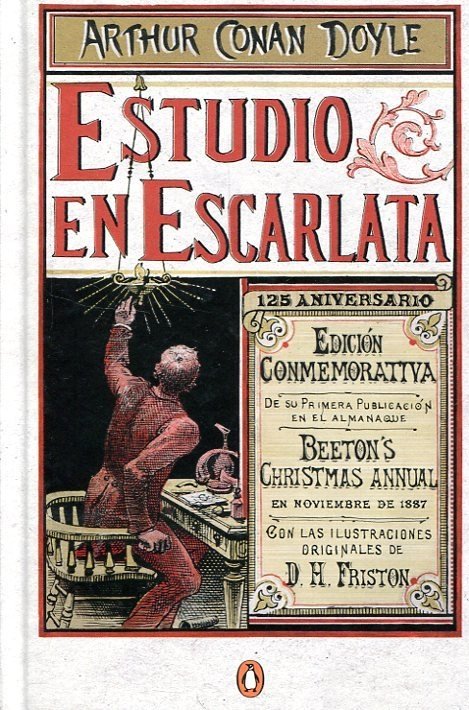 ARTHUR CONAN DOYLE
ESTUDIO
EN ESCARLATA
125 ANIVERSARIO
EDICIÓN
CONMEMORATIVA
DE SU PRIMERA PUBLICACIÓN
EN EL ALMANAQUE
BEETON'S
CHRISTMAS ANNUAL
EN NOVIEMBRE DE 1887
CON LAS ILUSTRACIONES
ORIGINALES DE
D. H. FRISTON